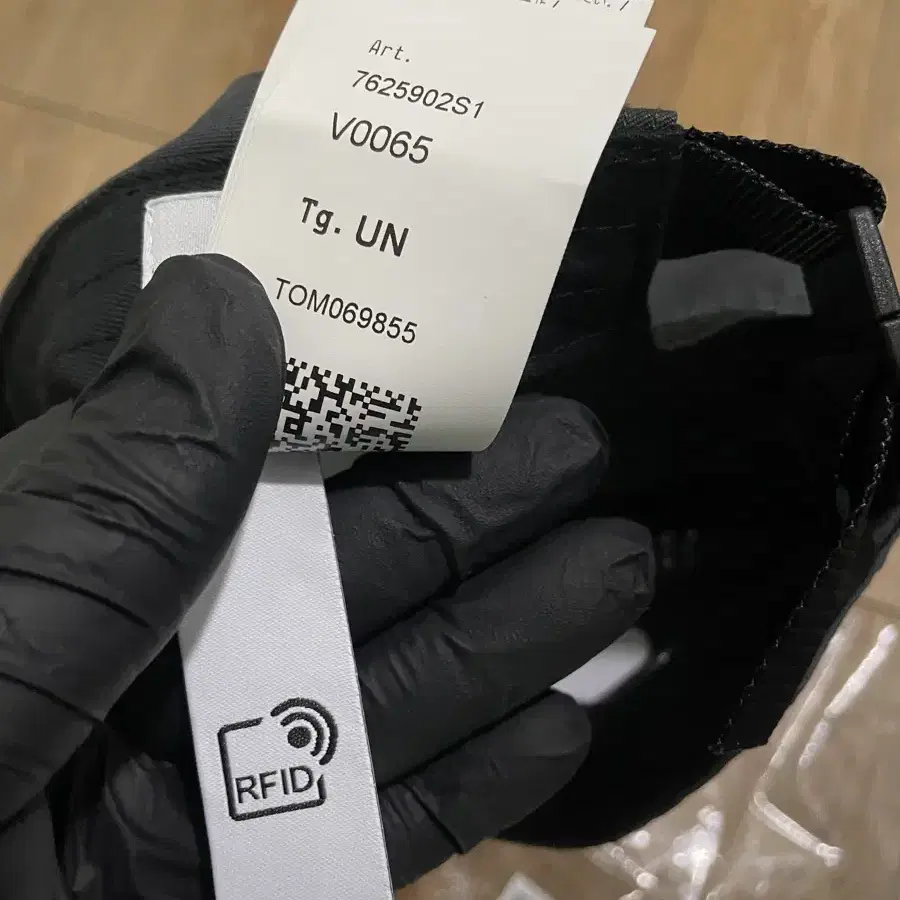 Art.
7625902S1
V0065
Tg. UN
TOM069855
RFID